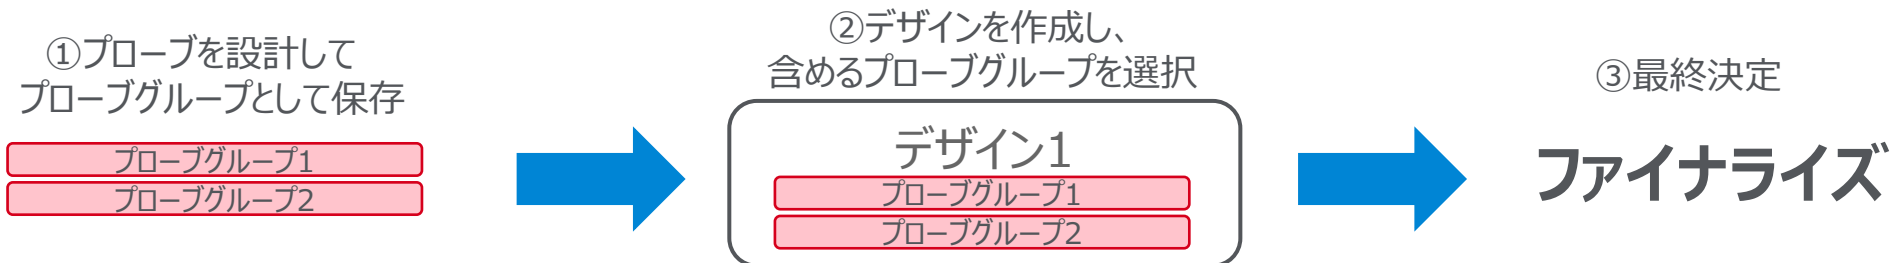 ①プローブを設計して
プローブグループとして保存
プローブグループ1
プローブグループ2
②デザインを作成し、
含めるプローブグループを選択
デザイン1
プローブグループ1
プローブグループ2
③最終決定
ファイナライズ